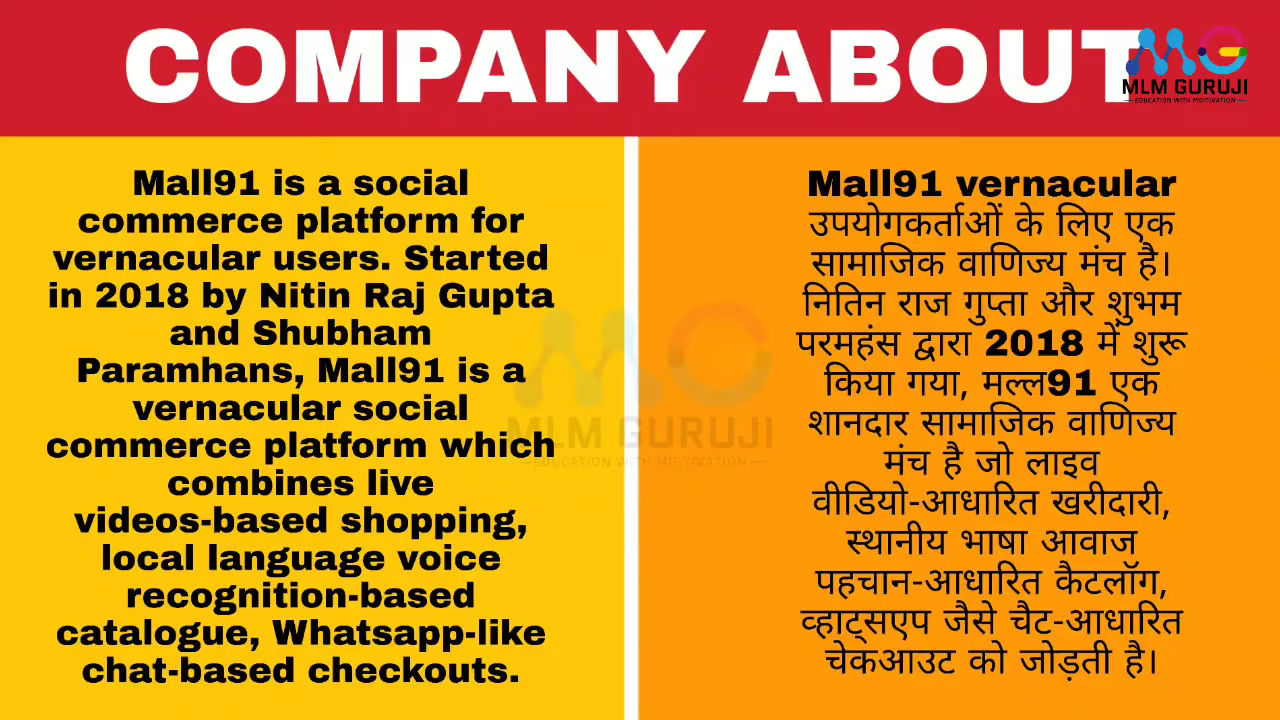 COMPANY ABOUT
MLM GURUJI
EDUCATION WITH MOITIVATION
Mall91 is a social
commerce platform for
vernacular users. Started
in 2018 by Nitin Raj Gupta
and Shubham
Paramhans, Mall91 is a
vernacular social
commerce platform which
combines live
videos-based shopping,
local language voice
recognition-based
catalogue, Whatsapp-like
chat-based checkouts.
Mall91 vernacular
उपयोगकर्ताओं के लिए एक
सामाजिक वाणिज्य मंच है।
नितिन राज गुप्ता और शुभम
परमहंस द्वारा 2018 में शुरू
किया गया, मल्ल91 एक
शानदार सामाजिक वाणिज्य
मंच है जो लाइव
वीडियो-आधारित खरीदारी,
स्थानीय भाषा आवाज
पहचान-आधारित कैटलॉग,
व्हाट्सएप जैसे चैट-आधारित
चेकआउट को जोड़ती है।
MLM GURUJI
EDUCATION WITH MOITIVATION